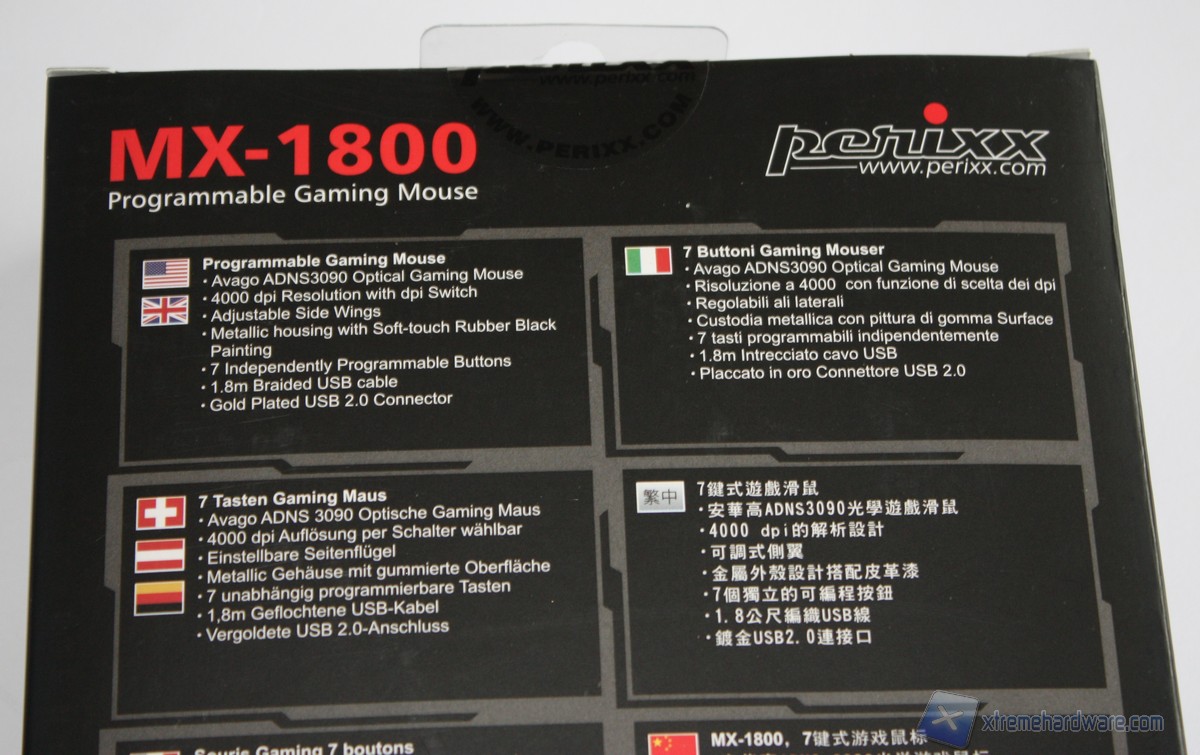 www.perixx.com
WWW.PERIXX.COM
MX-1800
Programmable Gaming Mouse
perixx
www.perixx.com
Programmable Gaming Mouse
· Avago ADNS3090 Optical Gaming Mouse
· 4000 dpi Resolution with dpi Switch
· Adjustable Side Wings
· Metallic housing with Soft-touch Rubber Black
Painting
· 7 Independently Programmable Buttons
· 1.8m Braided USB cable
· Gold Plated USB 2.0 Connector
7 Buttoni Gaming Mouser
· Avago ADNS3090 Optical Gaming Mouse
· Risoluzione a 4000 con funzione di scelta dei dpi
· Regolabili ali laterali
· Custodia metallica con pittura di gomma Surface
· 7 tasti programmabili indipendentemente
· 1.8m Intrecciato cavo USB
· Placcato in oro Connettore USB 2.0
7 Tasten Gaming Maus
· Avago ADNS 3090 Optische Gaming Maus
· 4000 dpi Auflösung per Schalter wählbar
· Einstellbare Seitenflügel
· Metallic Gehäuse mit gummierte Oberfläche
· 7 unabhängig programmierbare Tasten
· 1,8m Geflochtene USB-Kabel
· Vergoldete USB 2.0-Anschluss
繁中
7鍵式遊戲滑鼠
·安華高ADNS3090光學遊戲滑鼠
·4000 dpi的解析設計
·可調式側翼
·金屬外殼設計搭配皮革漆
·7個獨立的可編程按鈕
·1.8公尺編織USB線
·鍍金USB2.0連接口
Souris Gaming 7 boutons
MX-1800, 7键式游戏鼠标
xtremehardware.com